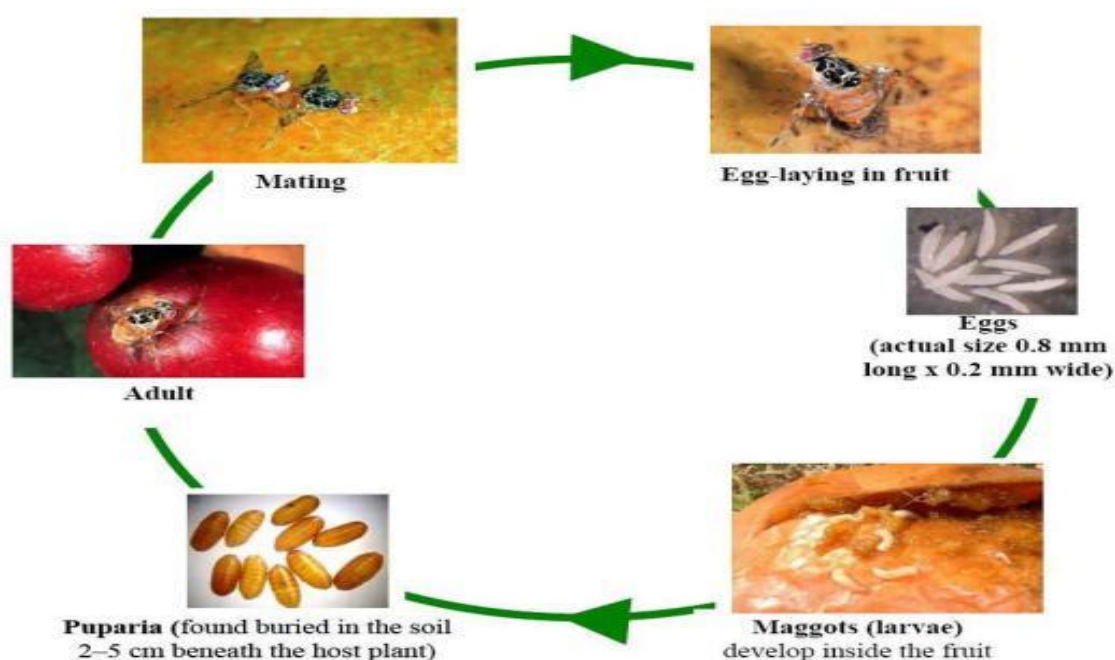 Mating
Egg-laying in fruit
Eggs
(actual size 0.8 mm
long x 0.2 mm wide)
Adult
Puparia (found buried in the soil
2–5 cm beneath the host plant)
Maggots (larvae)
develop inside the fruit